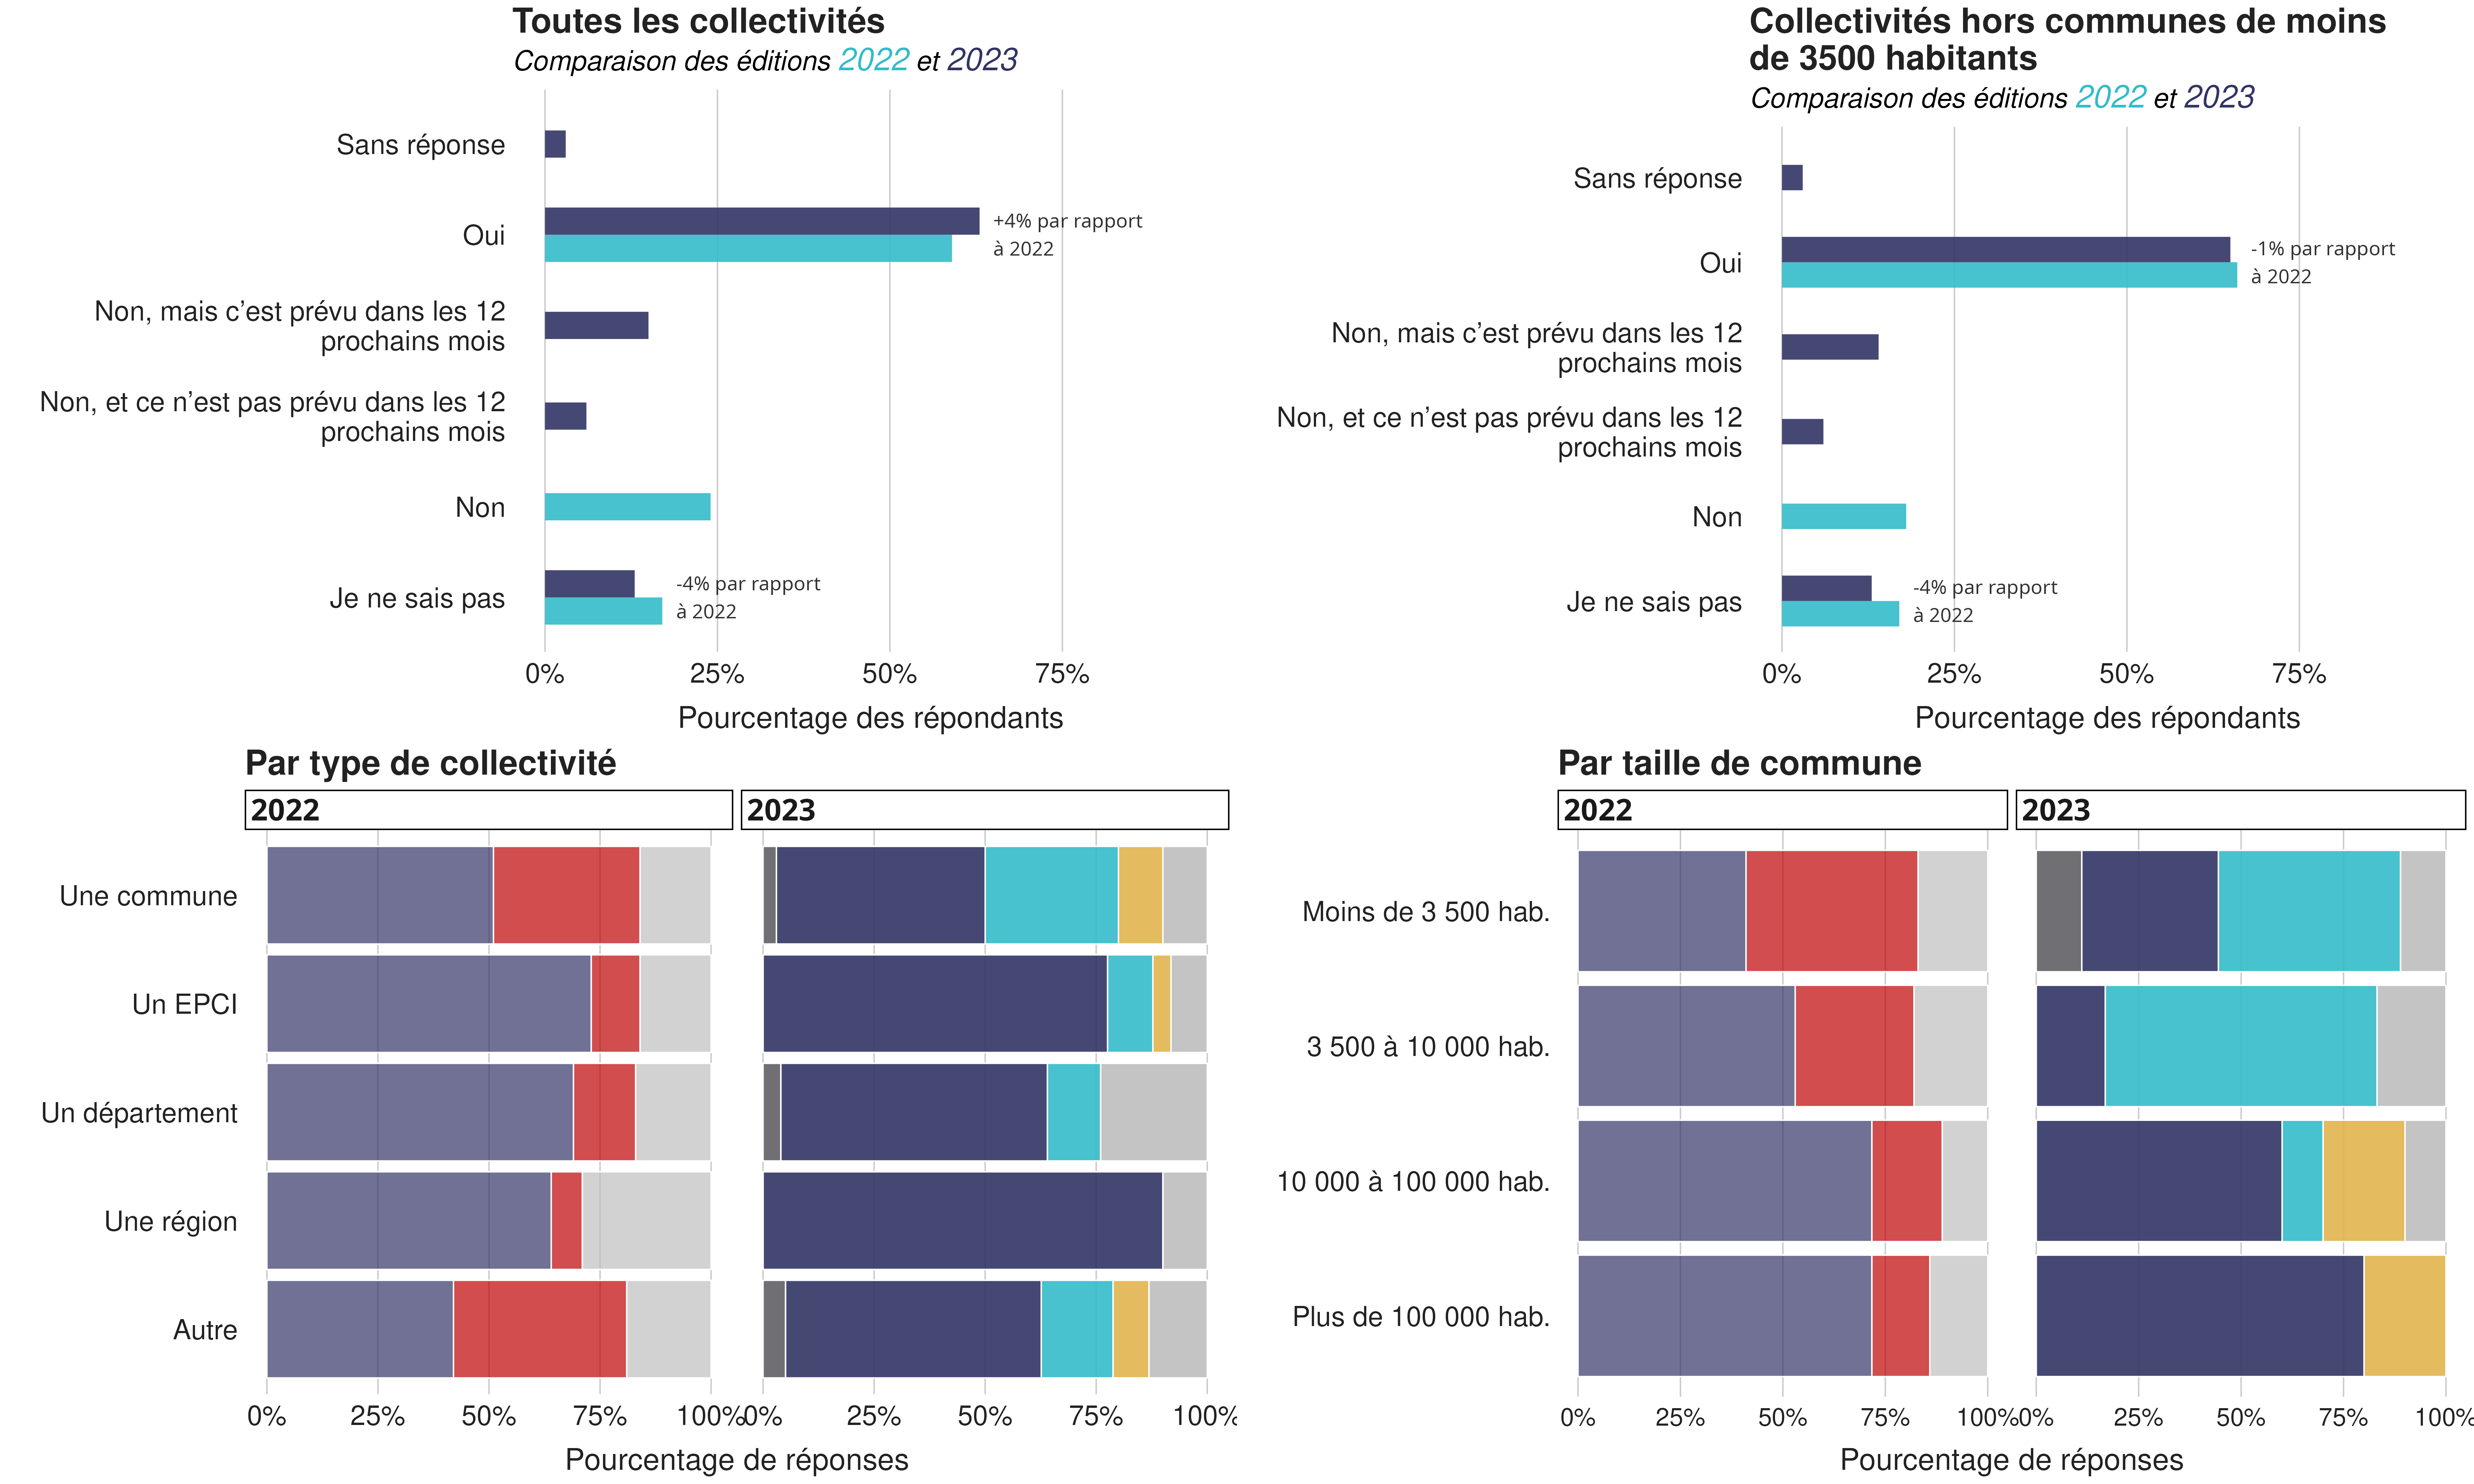 Toutes les collectivités
Comparaison des éditions 2022 et 2023
Sans réponse
Oui
+4% par rapport
à 2022
Non, mais c’est prévu dans les 12
prochains mois
Non, et ce n’est pas prévu dans les 12
prochains mois
Non
Je ne sais pas
-4% par rapport
à 2022
0% 25% 50% 75%
Pourcentage des répondants
Collectivités hors communes de moins
de 3500 habitants
Comparaison des éditions 2022 et 2023
Sans réponse
Oui
-1% par rapport
à 2022
Non, mais c’est prévu dans les 12
prochains mois
Non, et ce n’est pas prévu dans les 12
prochains mois
Non
Je ne sais pas
-4% par rapport
à 2022
0% 25% 50% 75%
Pourcentage des répondants
Par type de collectivité
2022 2023
Une commune
Un EPCI
Un département
Une région
Autre
0% 25% 50% 75% 100% 0% 25% 50% 75% 100%
Pourcentage de réponses
Par taille de commune
2022 2023
Moins de 3 500 hab.
3 500 à 10 000 hab.
10 000 à 100 000 hab.
Plus de 100 000 hab.
0% 25% 50% 75% 100% 0% 25% 50% 75% 100%
Pourcentage de réponses